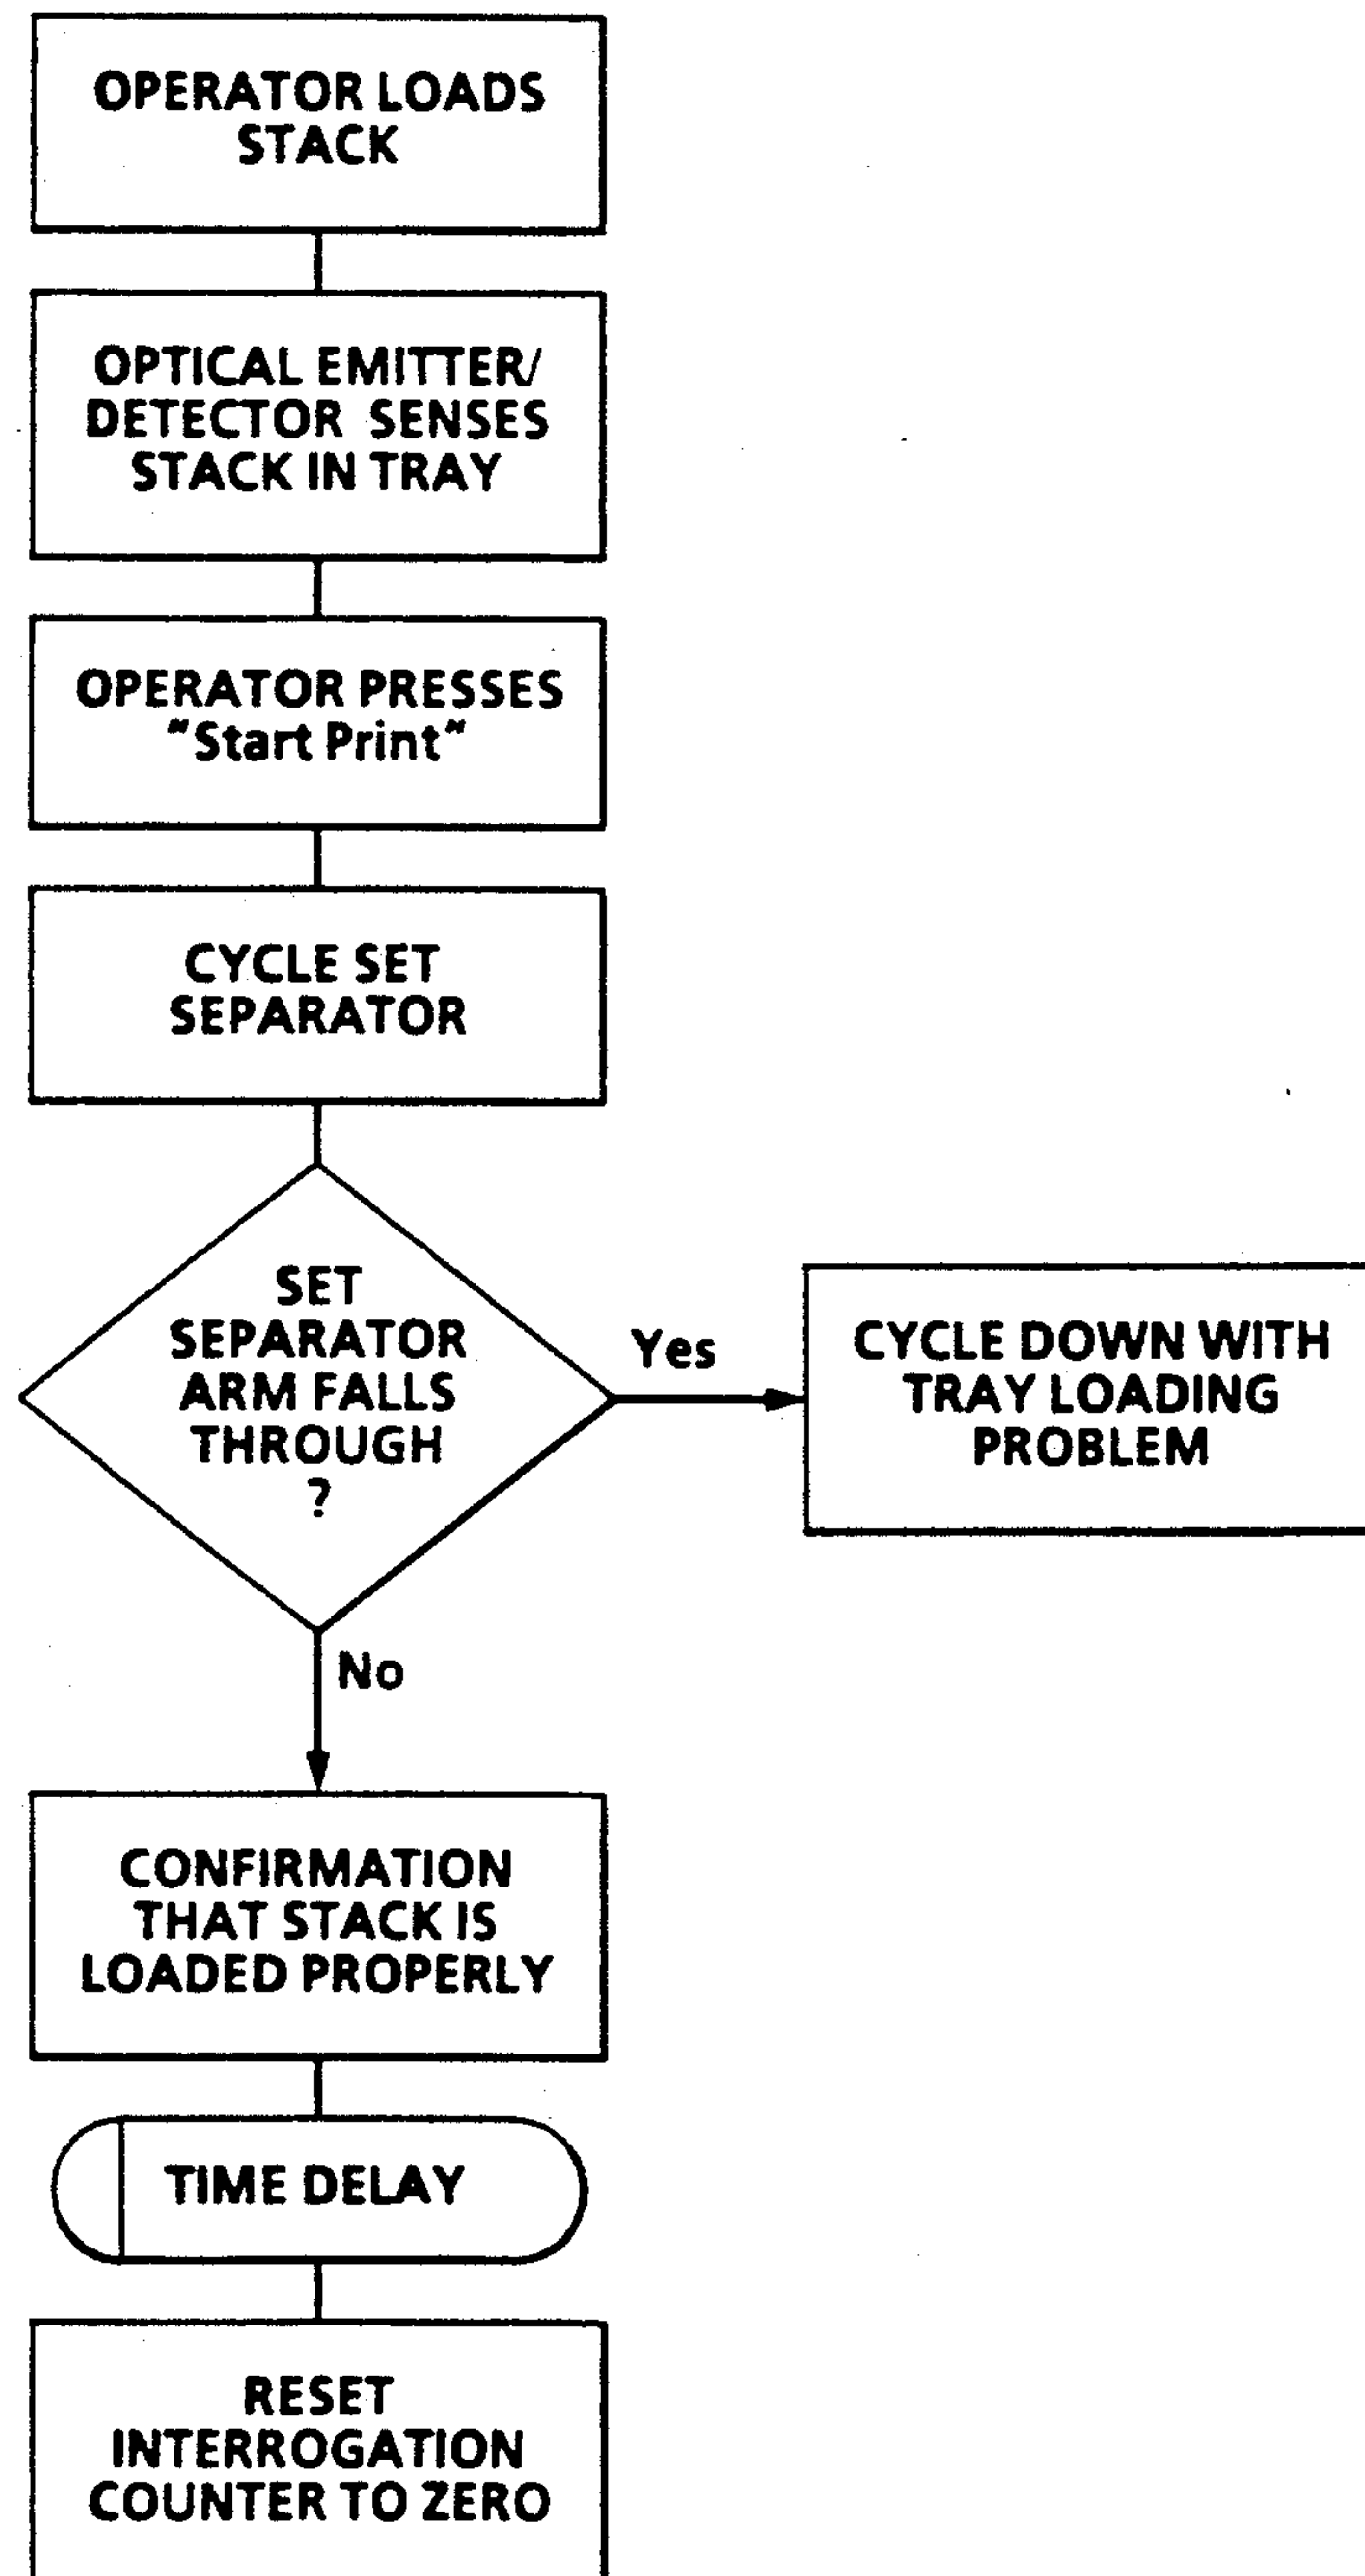 OPERATOR LOADS
STACK
OPTICAL EMITTER/
DETECTOR SENSES
STACK IN TRAY
OPERATOR PRESSES
"Start Print"
CYCLE SET
SEPARATOR
SET
SEPARATOR
ARM FALLS
THROUGH
?
Yes
CYCLE DOWN WITH
TRAY LOADING
PROBLEM
No
CONFIRMATION
THAT STACK IS
LOADED PROPERLY
TIME DELAY
RESET
INTERROGATION
COUNTER TO ZERO